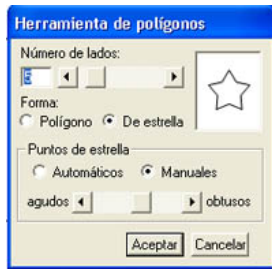 Herramienta de polígonos
Número de lados:
5
Forma:
Polígono De estrella
Puntos de estrella
Automáticos Manuales
agudos obtusos
Aceptar Cancelar